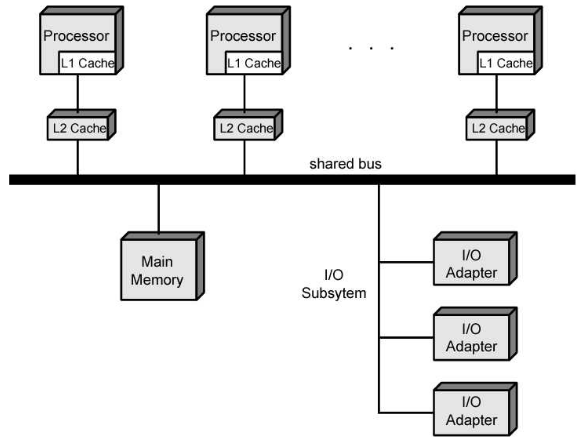 Processor
L1 Cache
Processor
L1 Cache
. . .
Processor
L1 Cache
L2 Cache
L2 Cache
L2 Cache
shared bus
Main
Memory
I/O
Subsytem
I/O
Adapter
I/O
Adapter
I/O
Adapter